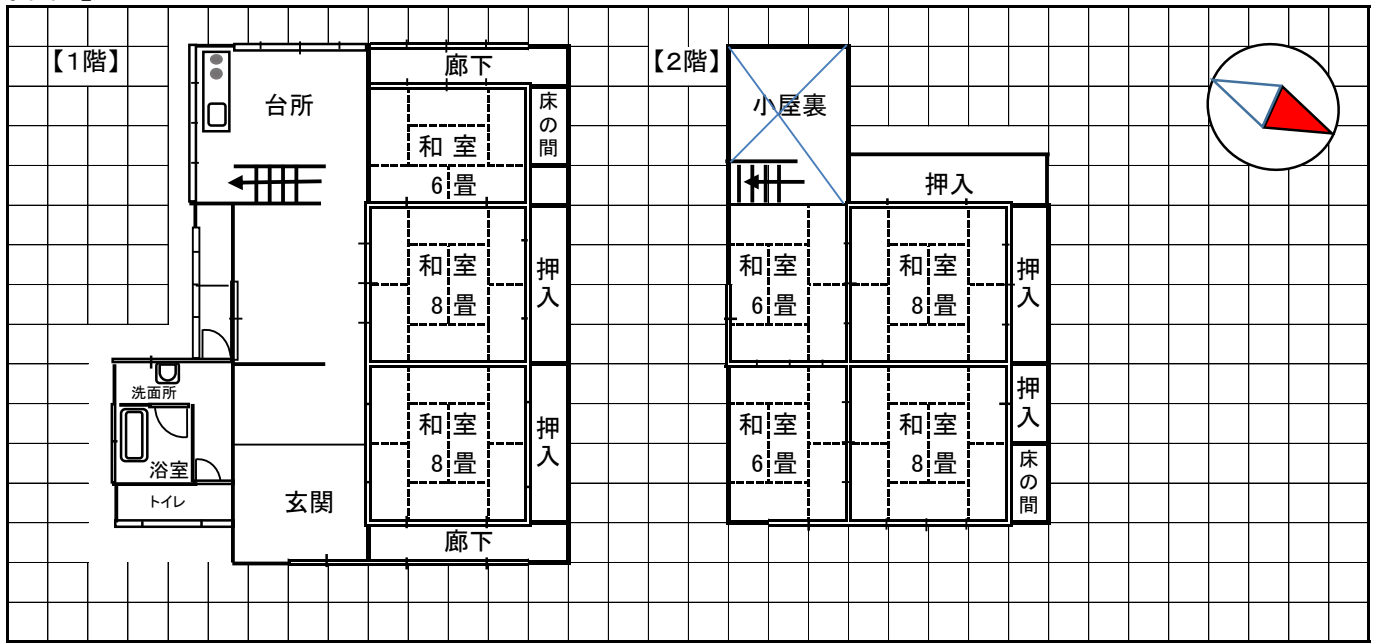 【1階】
台所
廊下
床の間
和室
6畳
和室
8畳
押入
和室
8畳
押入
洗面所
浴室
トイレ
玄関
廊下
【2階】
小屋裏
押入
和室
6畳
和室
8畳
押入
和室
6畳
和室
8畳
押入
床の間